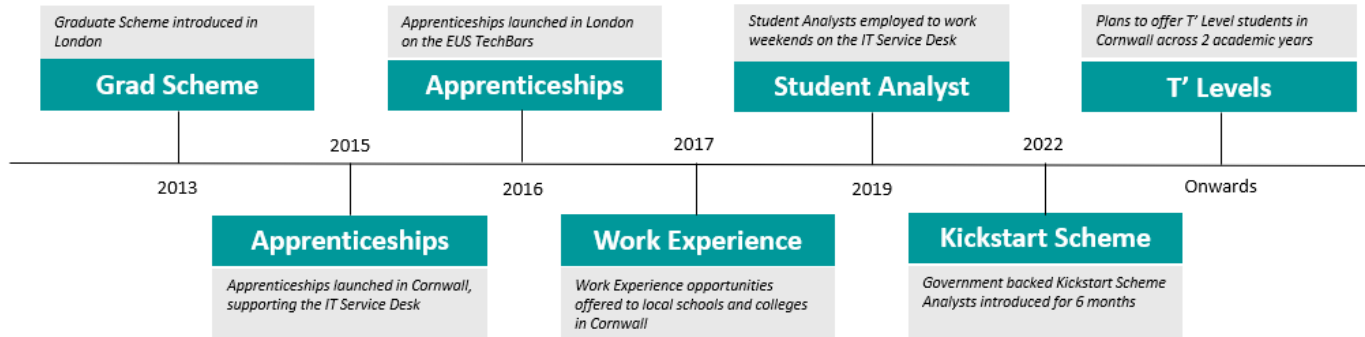 Graduate Scheme introduced in
London
Grad Scheme
2013
2015
Apprenticeships
Apprenticeships launched in Cornwall,
supporting the IT Service Desk
Apprenticeships launched in London
on the EUS TechBars
Apprenticeships
2016
2017
Work Experience
Work Experience opportunities
offered to local schools and colleges
in Cornwall
Student Analysts employed to work
weekends on the IT Service Desk
Student Analyst
2019
2022
Kickstart Scheme
Government backed Kickstart Scheme
Analysts introduced for 6 months
Plans to offer T' Level students in
Cornwall across 2 academic years
T' Levels
Onwards